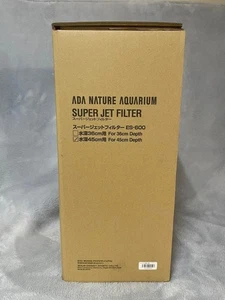 ADA NATURE AQUARIUM
SUPER JET FILTER
スーパージェットフィルター
スーパージェットフィルター ES-600
水深36cm用 For 36cm Depth
水深45cm用 For 45cm Depth